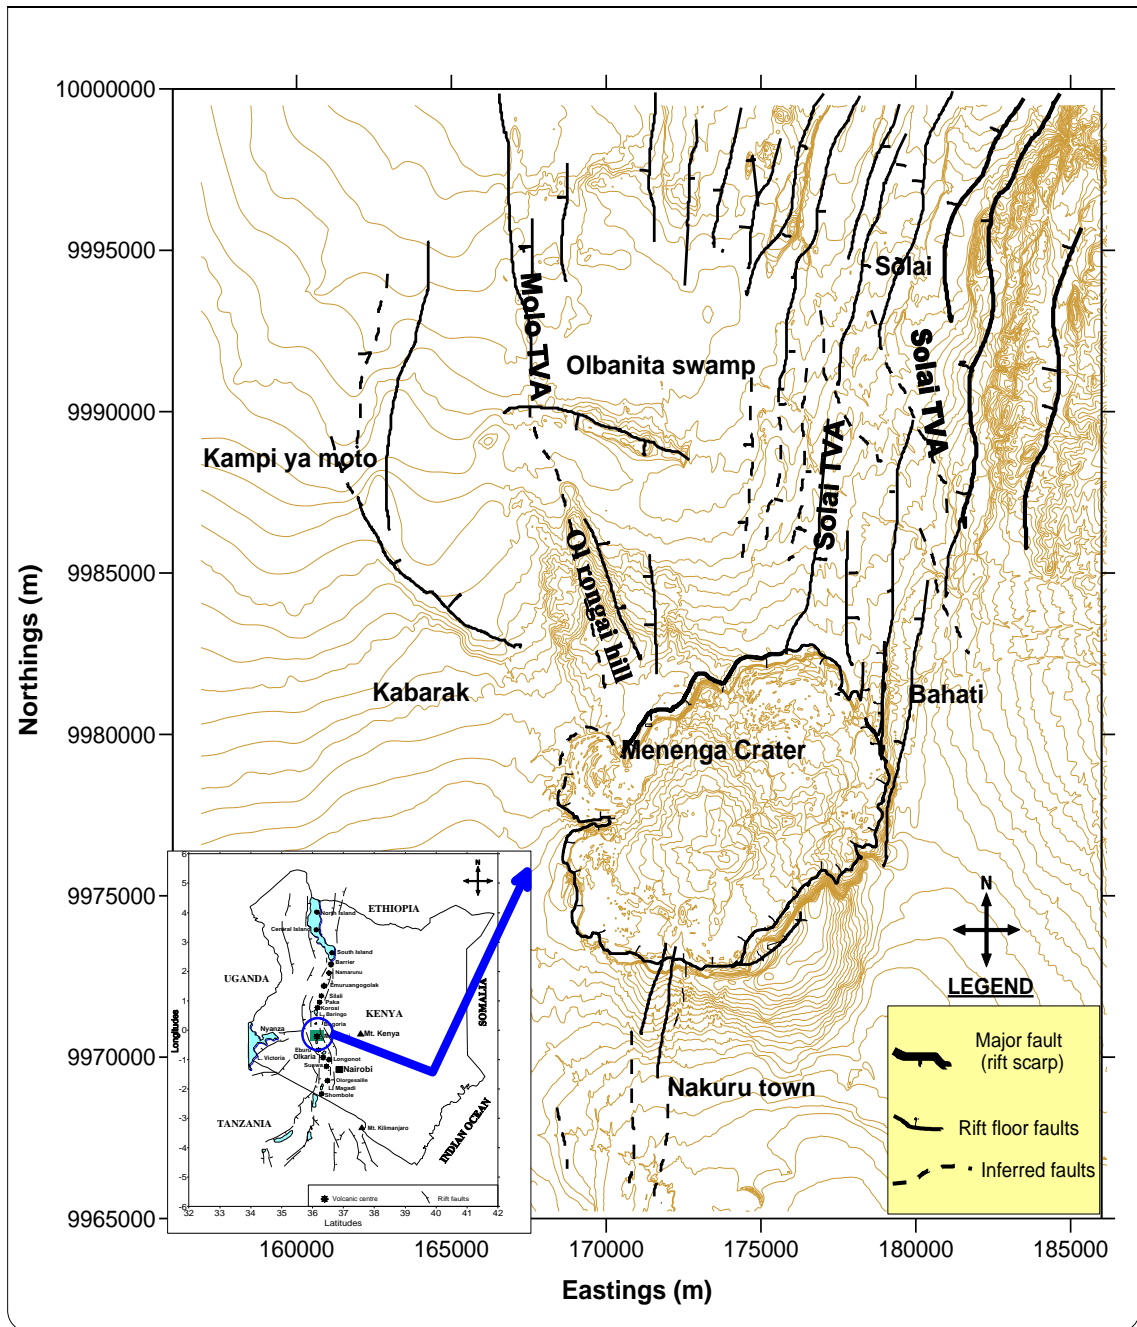 10000000
9995000
9990000
9985000
9980000
9975000
9970000
9965000
Northings (m)
160000
165000
170000
175000
180000
185000
Eastings (m)
Solai
Molo TVA
Olbanita swamp
Solai TVA
Solai TVA
Kampi ya moto
Ol rongai hill
Kabarak
Bahati
Menenga Crater
Nakuru town
N
LEGEND
Major fault
(rift scarp)
Rift floor faults
Inferred faults
6
5
4
3
2
1
0
-1
-2
-3
-4
-5
-6
Longitudes
32
33
34
35
36
37
38
39
40
41
42
Latitudes
N
ETHIOPIA
North Island
Central Island
South Island
Barrier
Namarunu
UGANDA
Emuruangogolak
Silali
Paka
Korosi
L. Baringo
KENYA
SOMALIA
Nyanza
Mt. Kenya
L. Victoria
Olkaria
Longonot
Suswa
Nairobi
Olorgesailie
L. Magadi
Shombole
TANZANIA
Mt. Kilimanjaro
INDIAN OCEAN
Volcanic centre
Rift faults